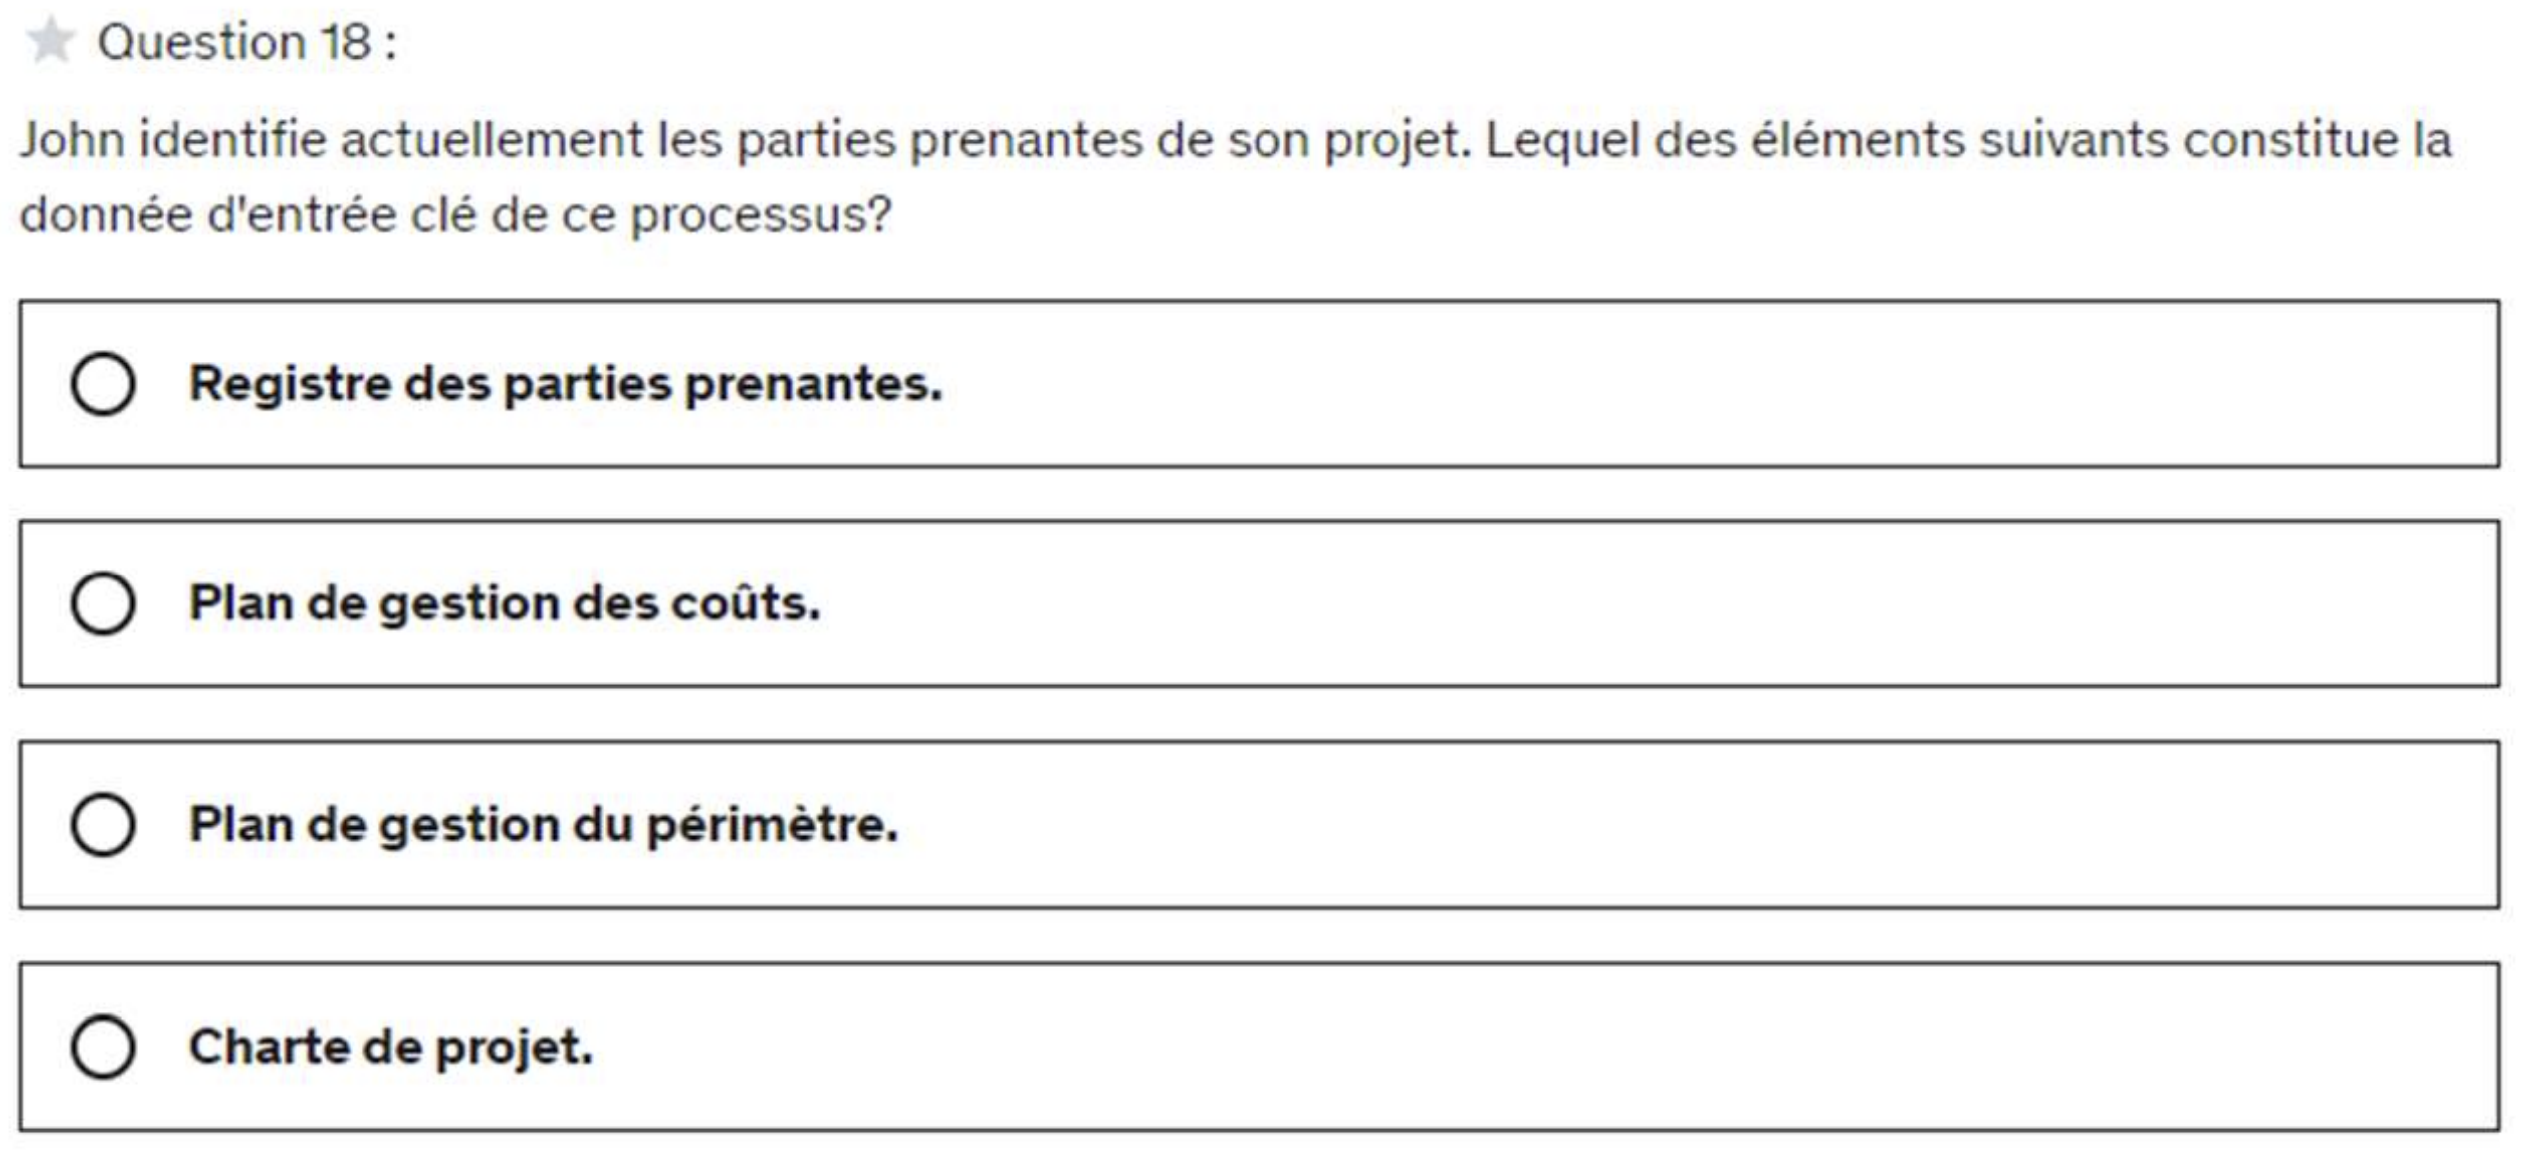 Question 18 :
John identifie actuellement les parties prenantes de son projet. Lequel des éléments suivants constitue la
donnée d'entrée clé de ce processus?
Registre des parties prenantes.
Plan de gestion des coûts.
Plan de gestion du périmètre.
Charte de projet.